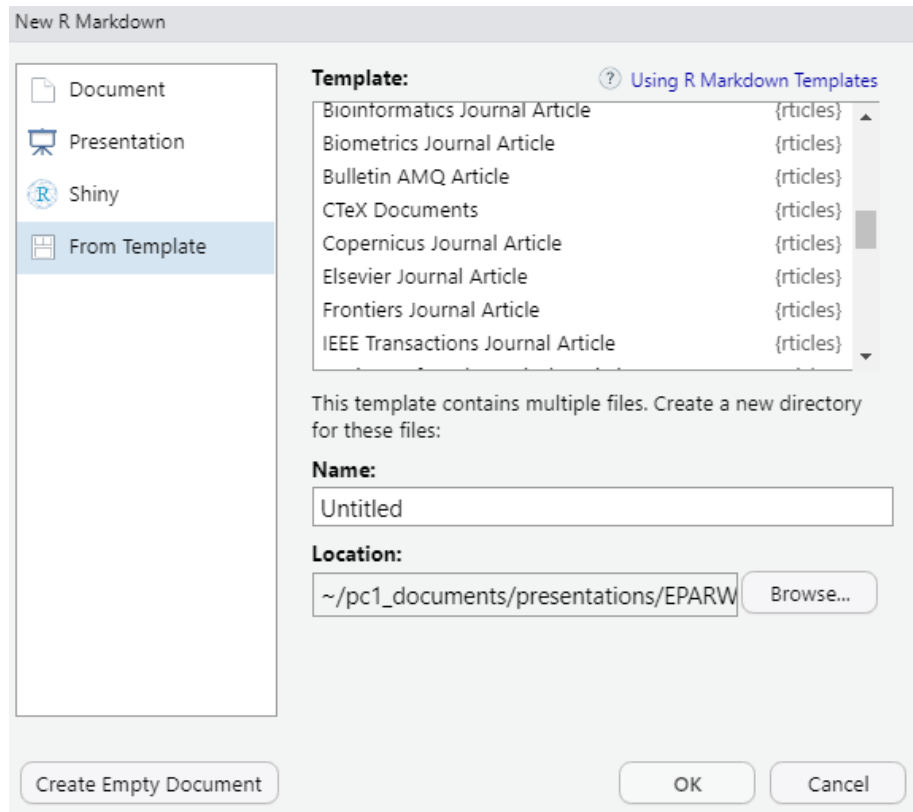 New R Markdown
Document
Presentation
Shiny
From Template
Template:
? Using R Markdown Templates
Bioinformatics Journal Article {rticles}
Biometrics Journal Article {rticles}
Bulletin AMQ Article {rticles}
CTeX Documents {rticles}
Copernicus Journal Article {rticles}
Elsevier Journal Article {rticles}
Frontiers Journal Article {rticles}
IEEE Transactions Journal Article {rticles}
This template contains multiple files. Create a new directory
for these files:
Name:
Untitled
Location:
~/pc1_documents/presentations/EPARW
Browse...
Create Empty Document
OK
Cancel